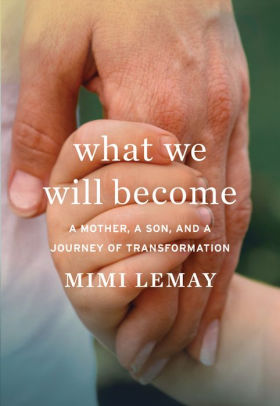 what we
will become
A MOTHER, A SON, AND A
JOURNEY OF TRANSFORMATION
MIMI LEMAY